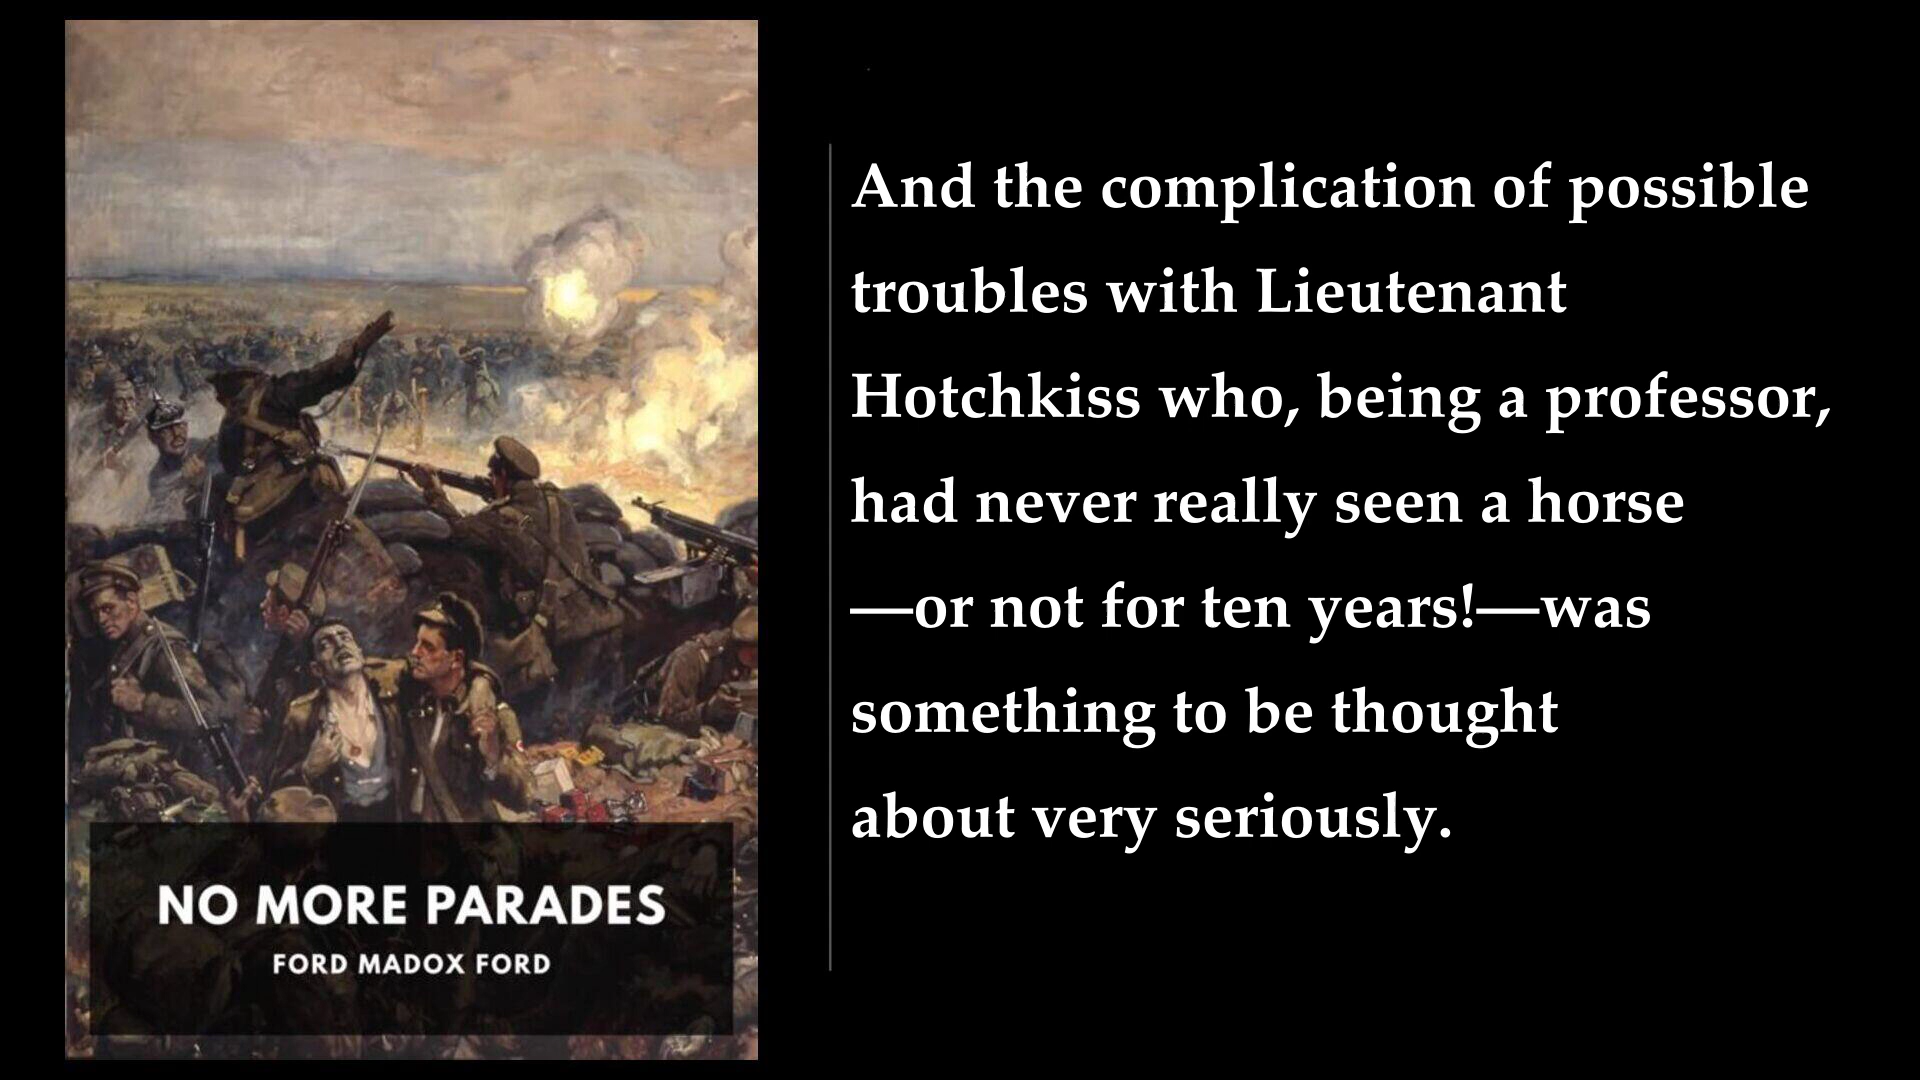 And the complication of possible
troubles with Lieutenant
Hotchkiss who, being a professor,
had never really seen a horse
—or not for ten years!—was
something to be thought
about very seriously.
NO MORE PARADES
FORD MADOX FORD